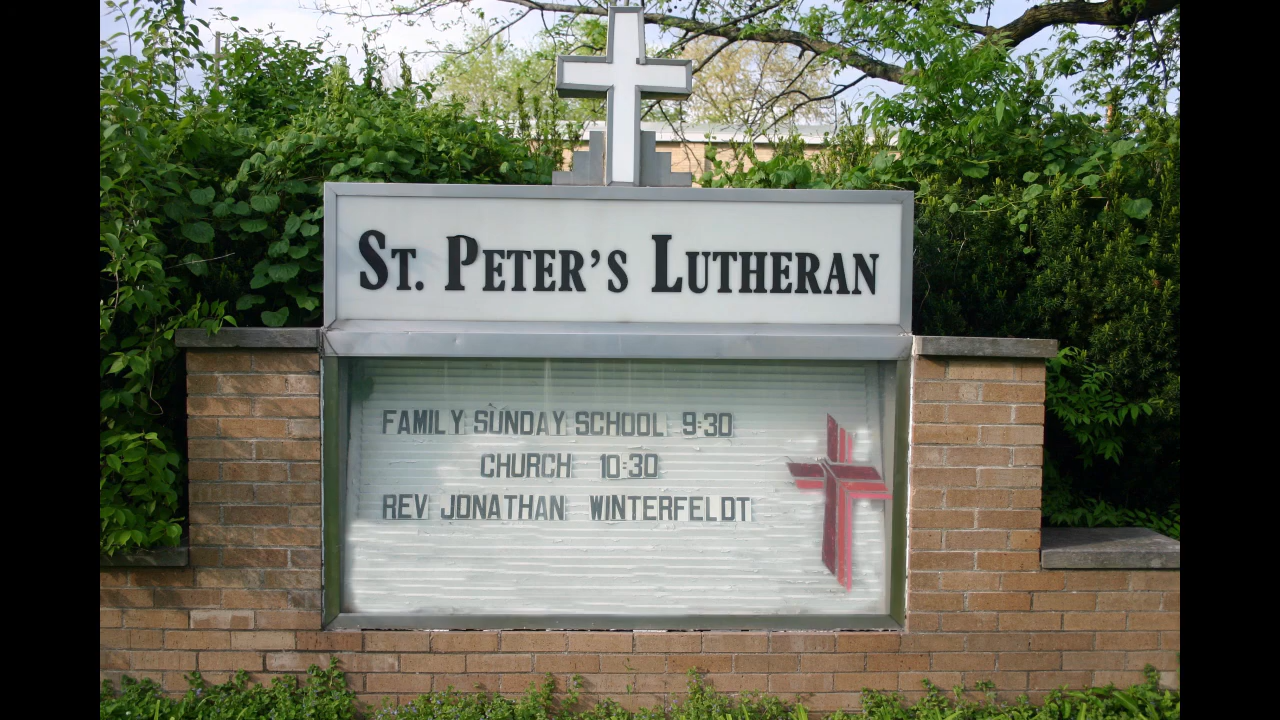 St. Peter's Lutheran
FAMILY SUNDAY SCHOOL 9:30
CHURCH 10:30
REV JONATHAN WINTERFELDT